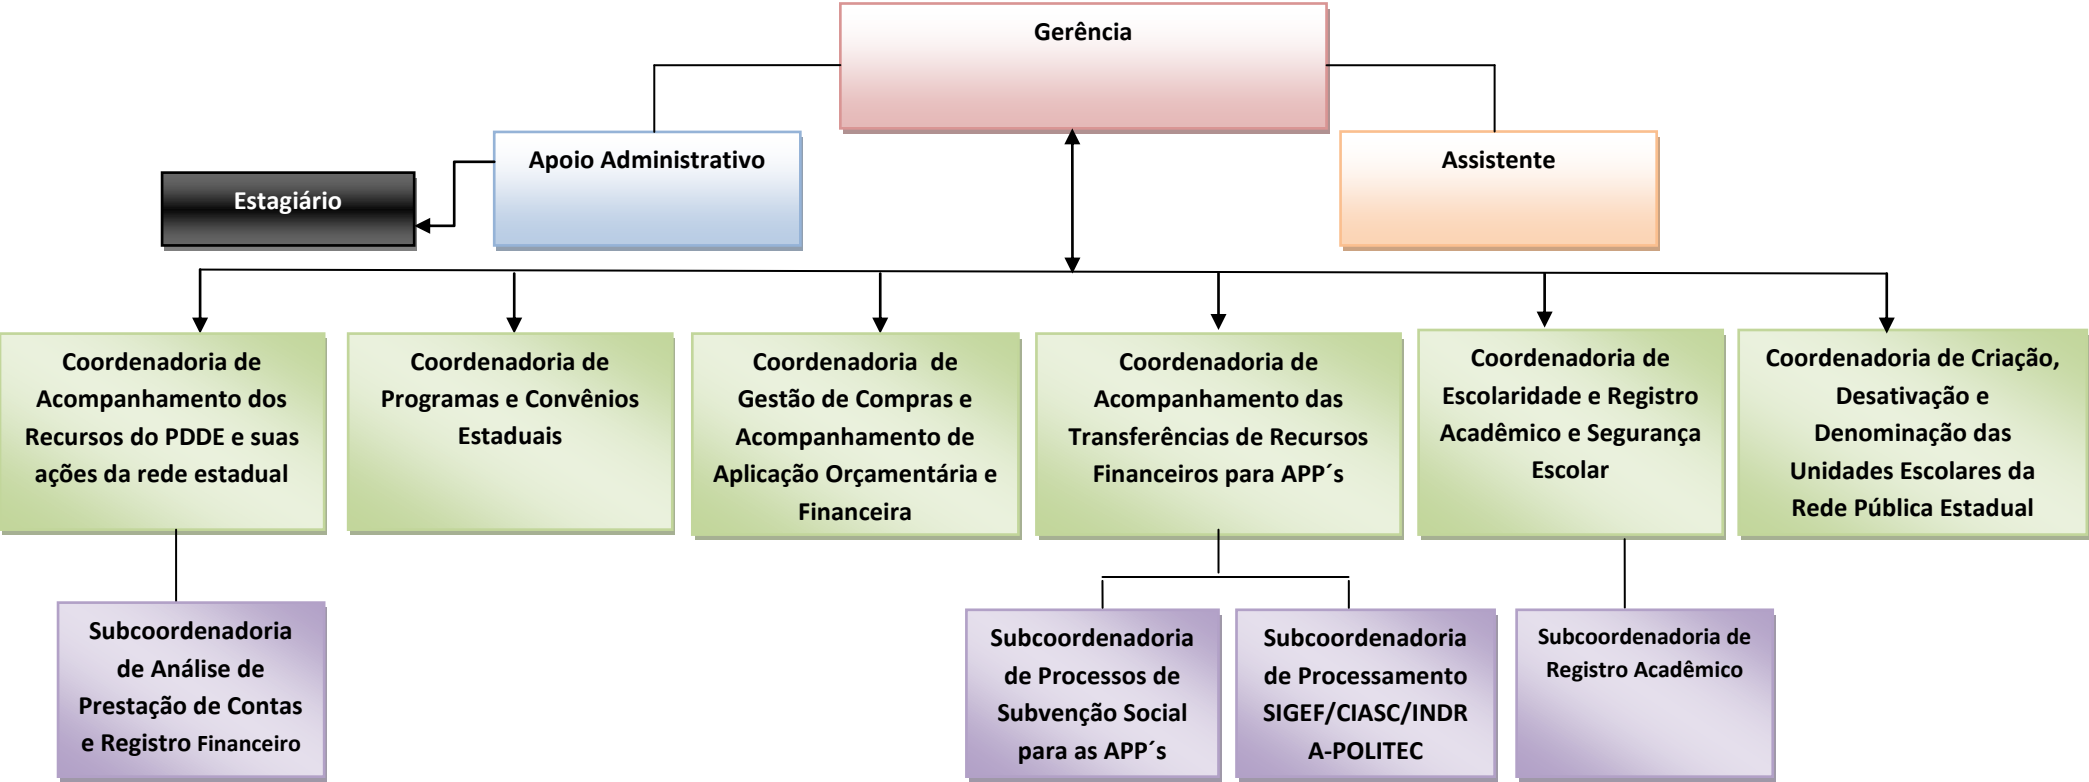 Gerência
Apoio Administrativo
Assistente
Estagiário
Coordenadoria de
Acompanhamento dos
Recursos do PDDE e suas
ações da rede estadual
Coordenadoria de
Programas e Convênios
Estaduais
Coordenadoria de
Gestão de Compras e
Acompanhamento de
Aplicação Orçamentária e
Financeira
Coordenadoria de
Acompanhamento das
Transferências de Recursos
Financeiros para APP´s
Coordenadoria de
Escolaridade e Registro
Acadêmico e Segurança
Escolar
Coordenadoria de Criação,
Desativação e
Denominação das
Unidades Escolares da
Rede Pública Estadual
Subcoordenadoria
de Análise de
Prestação de Contas
e Registro Financeiro
Subcoordenadoria
de Processos de
Subvenção Social
para as APP´s
Subcoordenadoria
de Processamento
SIGEF/CIASC/INDR
A-POLITEC
Subcoordenadoria de
Registro Acadêmico